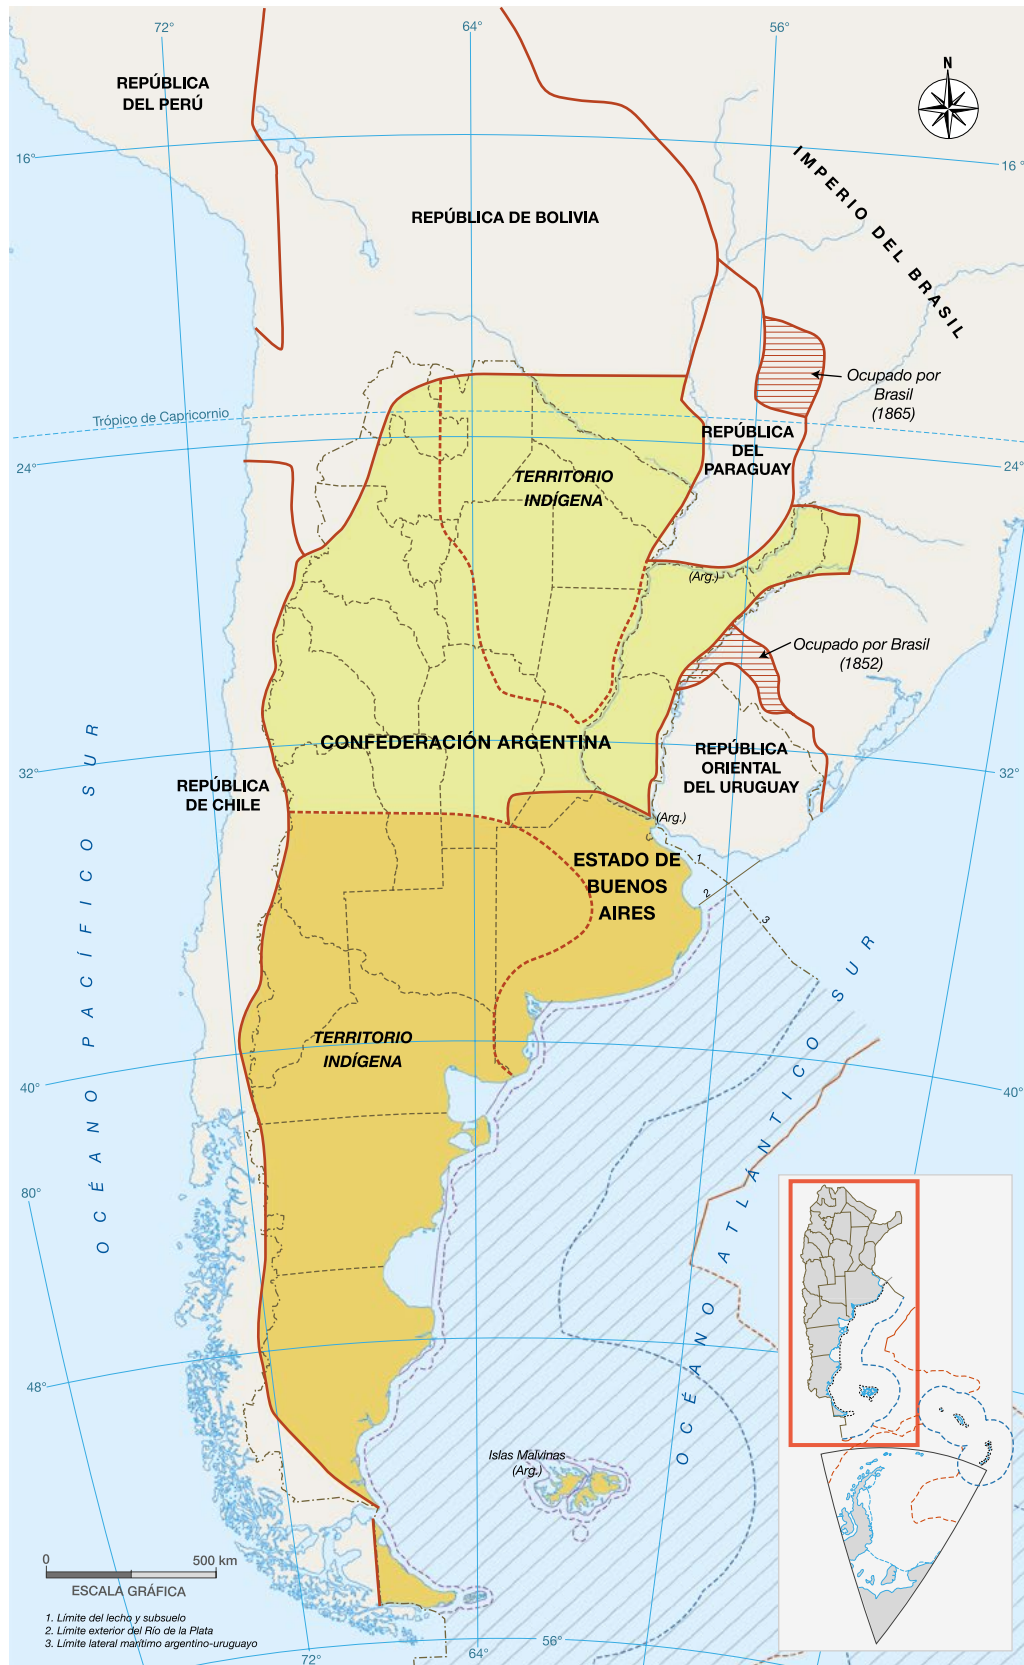 72°
64°
56°
N
REPÚBLICA
DEL PERÚ
16°
16 °
IMPERIO DEL BRASIL
REPÚBLICA DE BOLIVIA
Ocupado por
Brasil
(1865)
Trópico de Capricornio
REPÚBLICA
DEL
PARAGUAY
24°
24°
TERRITORIO
INDÍGENA
(Arg.)
Ocupado por Brasil
(1852)
CONFEDERACIÓN ARGENTINA
REPÚBLICA
ORIENTAL
DEL URUGUAY
32°
32°
REPÚBLICA
DE CHILE
(Arg.)
ESTADO DE
BUENOS
AIRES
1
2
3
OCÉANO PACÍFICO SUR
OCÉANO ATLÁNTICO SUR
TERRITORIO
INDÍGENA
40°
40°
80°
48°
Islas Malvinas
(Arg.)
0
500 km
ESCALA GRÁFICA
1. Límite del lecho y subsuelo
2. Límite exterior del Río de la Plata
3. Límite lateral marítimo argentino-uruguayo
72°
64°
56°